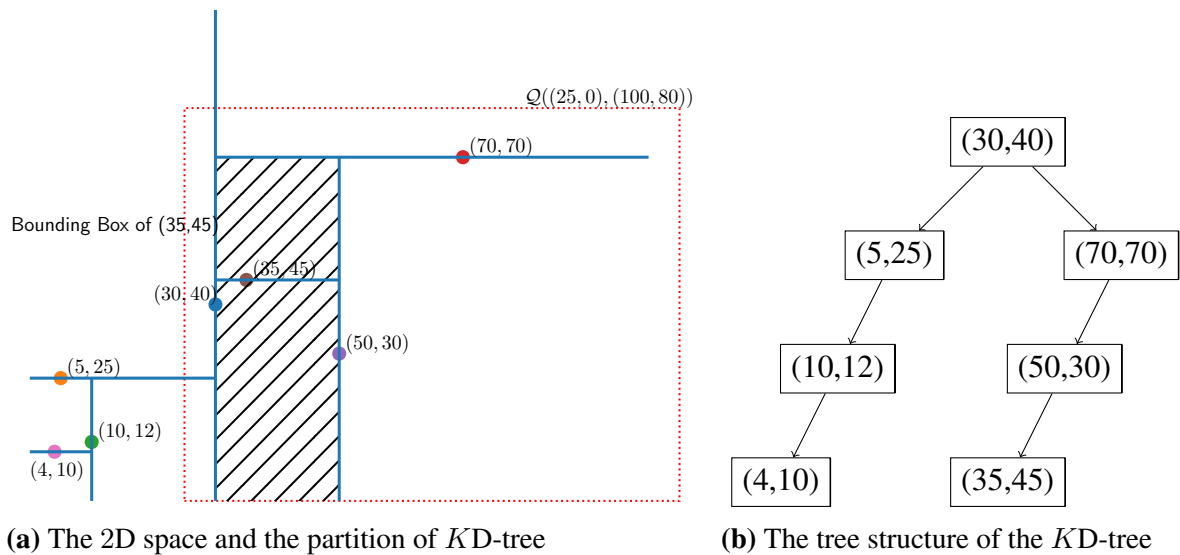 Q((25, 0), (100, 80))
(70, 70)
Bounding Box of (35,45)
(35, 45)
(30, 40)
(50, 30)
(5, 25)
(10, 12)
(4, 10)
(a) The 2D space and the partition of KD-tree
(30,40)
(5,25) (70,70)
(10,12) (50,30)
(4,10) (35,45)
(b) The tree structure of the KD-tree